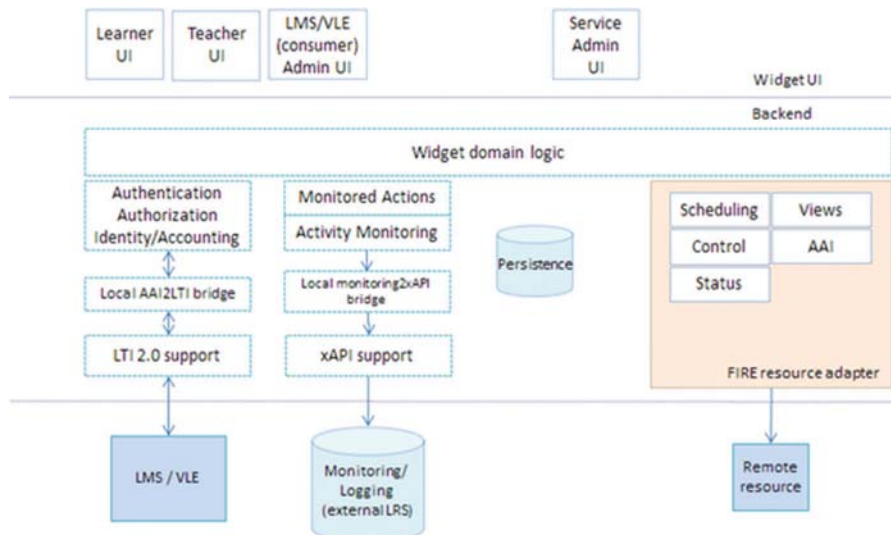 Learner
UI
Teacher
UI
LMS/VLE
(consumer)
Admin UI
Service
Admin
UI
Widget UI
Backend
Widget domain logic
Authentication
Authorization
Identity/Accounting
Monitored Actions
Activity Monitoring
Persistence
Scheduling
Views
Control
AAI
Status
Local AAI2LTI bridge
Local monitoring2xAPI
bridge
LTI 2.0 support
xAPI support
FIRE resource adapter
LMS / VLE
Monitoring/
Logging
(external LRS)
Remote
resource